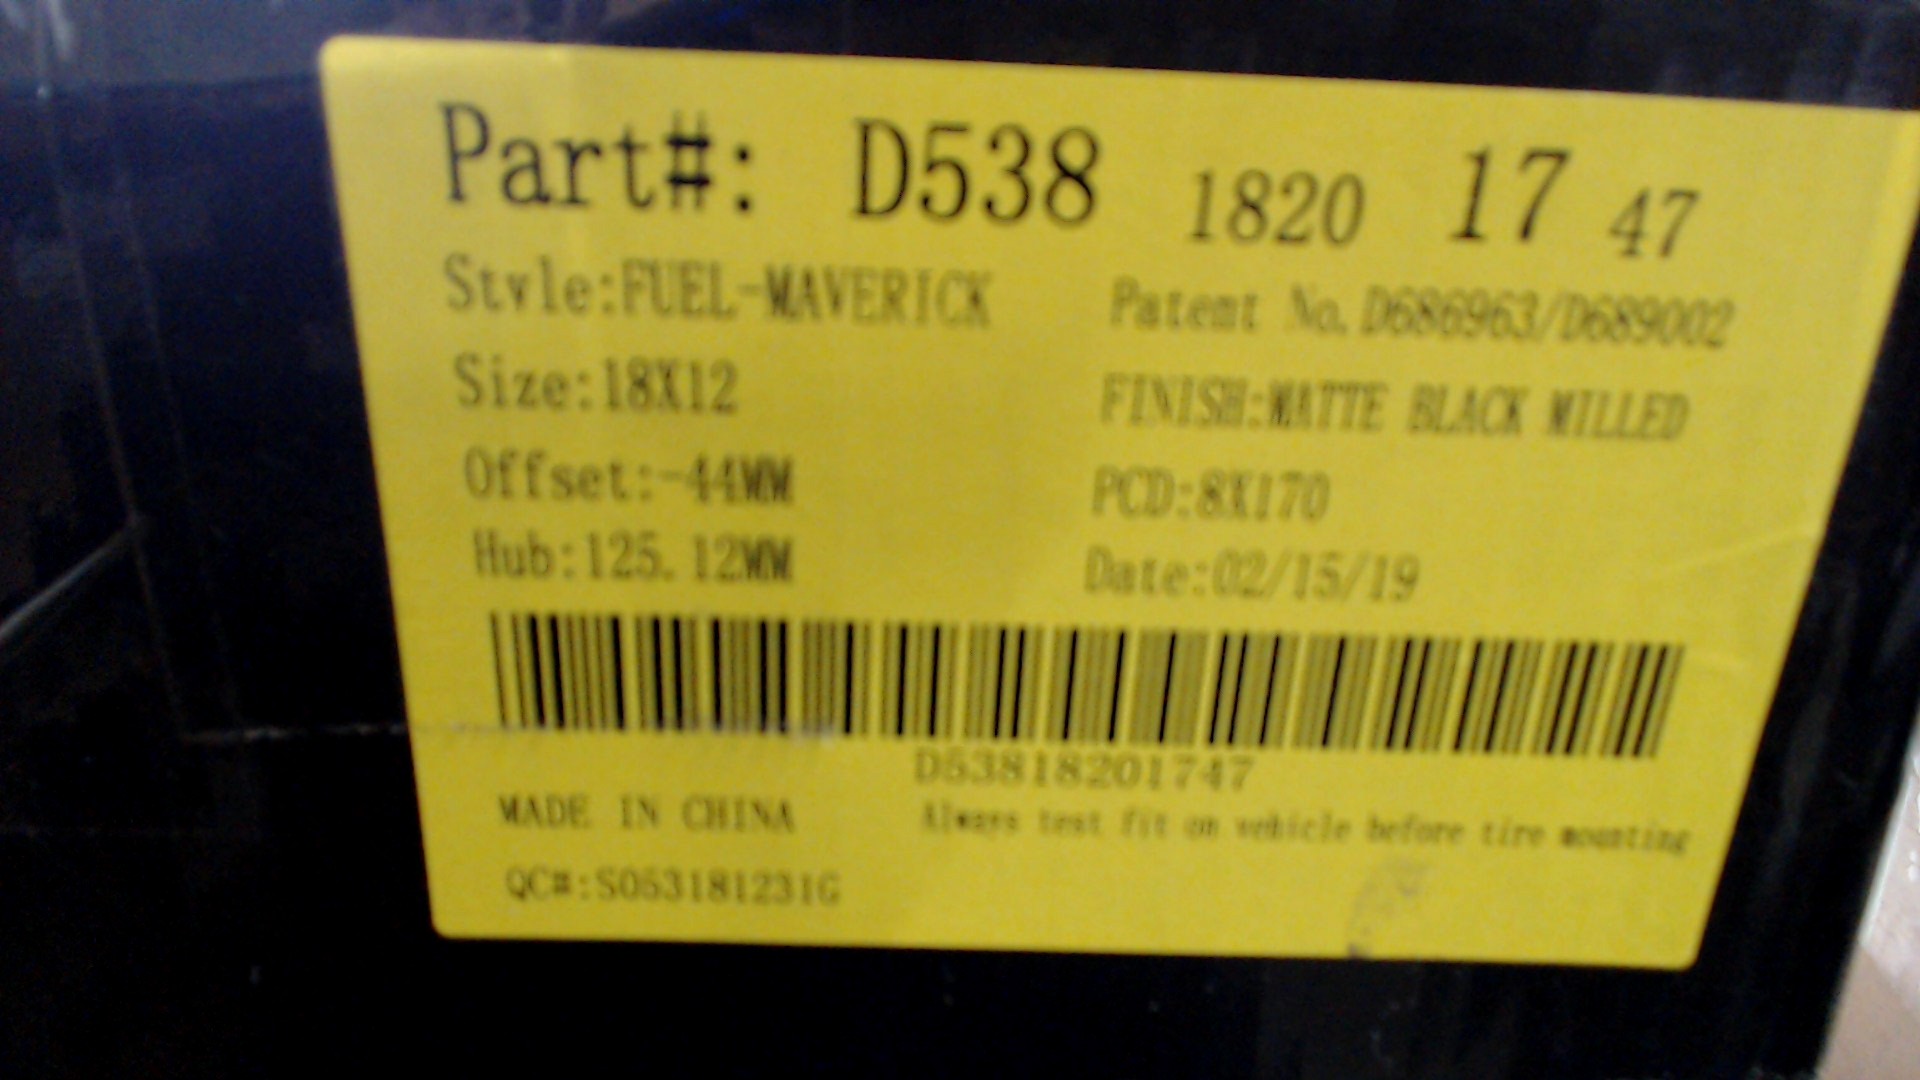 Part#: D538 1820 17 47
Style:FUEL-MAVERICK Patent No.D686963/D689002
Size:18X12 FINISH:MATTE BLACK MILLED
Offset:-44MM PCD:8X170
Hub:125.12MM Date:02/15/19
D53818201747
MADE IN CHINA Always test fit on vehicle before tire mounting
QC#:S053181231G